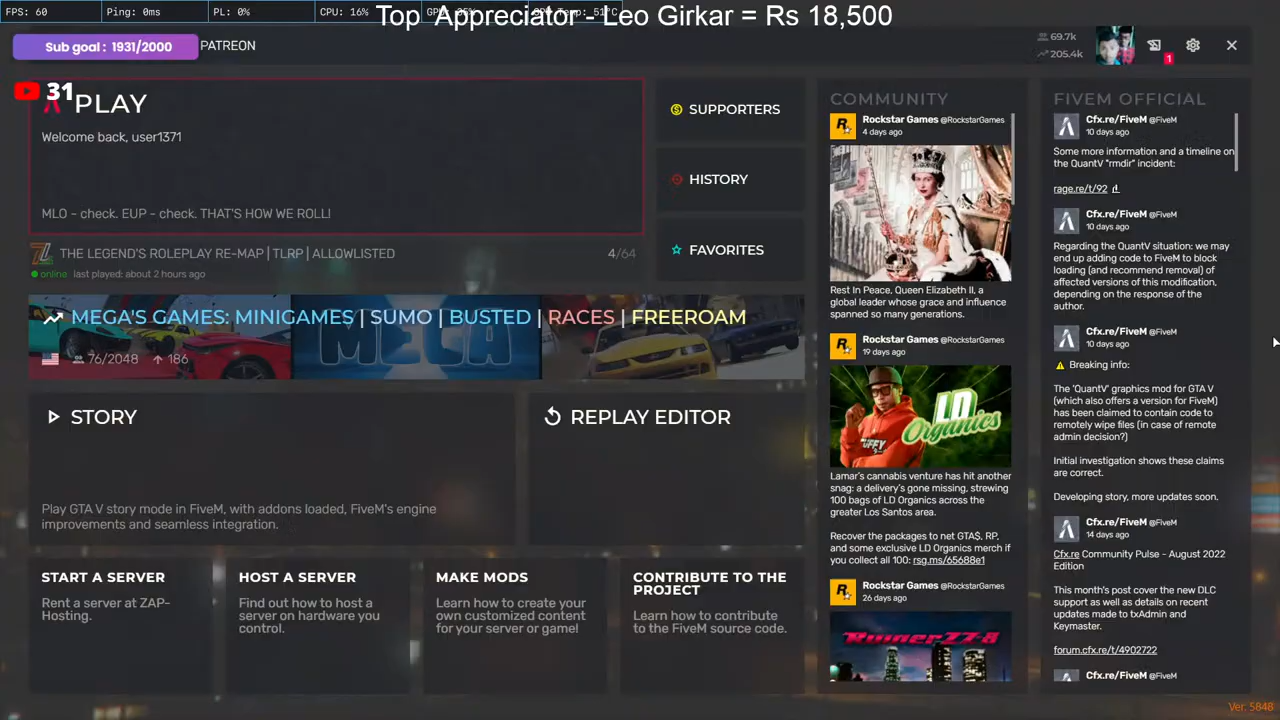 FPS: 60
Ping: 0ms
PL: 0%
CPU: 16%
Top Appreciator - Leo Girkar = Rs 18,500
Sub goal : 1931/2000
PATREON
69.7k
205.4k
1
31
PLAY
Welcome back, user1371
MLO - check. EUP - check. THAT'S HOW WE ROLL!
THE LEGEND'S ROLEPLAY RE-MAP | TLRP | ALLOWLISTED
4/64
online last played: about 2 hours ago
SUPPORTERS
HISTORY
FAVORITES
MEGA'S GAMES: MINIGAMES | SUMO | BUSTED | RACES | FREEROAM
MEGA
76/2048
186
STORY
Play GTA V story mode in FiveM, with addons loaded, FiveM's engine
improvements and seamless integration.
REPLAY EDITOR
START A SERVER
Rent a server at ZAP-
Hosting.
HOST A SERVER
Find out how to host a
server on hardware you
control.
MAKE MODS
Learn how to create your
own customized content
for your server or game!
CONTRIBUTE TO THE
PROJECT
Learn how to contribute
to the FiveM source code.
COMMUNITY
Rockstar Games @RockstarGames
4 days ago
Rest In Peace, Queen Elizabeth II, a
global leader whose grace and influence
spanned so many generations.
Rockstar Games @RockstarGames
19 days ago
LD
Organics
Lamar's cannabis venture has hit another
snag: a delivery's gone missing, strewing
100 bags of LD Organics across the
greater Los Santos area.
Recover the packages to net GTA$, RP,
and some exclusive LD Organics merch if
you collect all 100: rsg.ms/65688e1
Rockstar Games @RockstarGames
26 days ago
FIVEM OFFICIAL
Cfx.re/FiveM @FiveM
10 days ago
Some more information and a timeline on
the QuantV "rmdir" incident:
rage.re/t/92
Cfx.re/FiveM @FiveM
10 days ago
Regarding the QuantV situation: we may
end up adding code to FiveM to block
loading (and recommend removal) of
affected versions of this modification,
depending on the response of the
author.
Cfx.re/FiveM @FiveM
10 days ago
Breaking info:
The 'QuantV' graphics mod for GTA V
(which also offers a version for FiveM)
has been claimed to contain code to
remotely wipe files (in case of remote
admin decision?)
Initial investigation shows these claims
are correct.
Developing story, more updates soon.
Cfx.re/FiveM @FiveM
14 days ago
Cfx.re Community Pulse - August 2022
Edition
This month's post covers the new DLC
support as well as details on recent
updates made to txAdmin and
Keymaster.
forum.cfx.re/t/4902722
Cfx.re/FiveM @FiveM
Ver: 5848